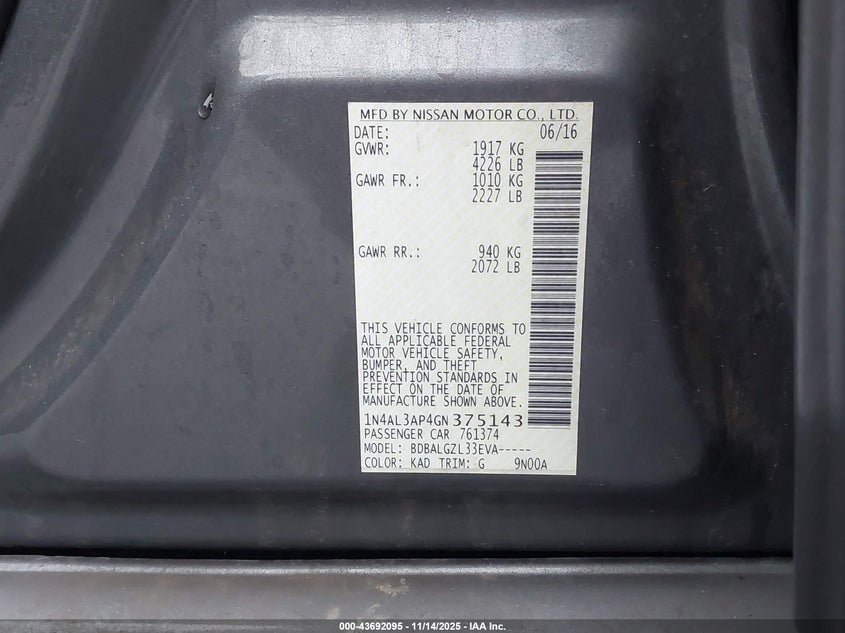 MFD BY NISSAN MOTOR CO., LTD.
DATE: 06/16
GVWR: 1917 KG
4226 LB
GAWR FR.: 1010 KG
2227 LB
GAWR RR.: 940 KG
2072 LB
THIS VEHICLE CONFORMS TO
ALL APPLICABLE FEDERAL
MOTOR VEHICLE SAFETY,
BUMPER, AND THEFT
PREVENTION STANDARDS IN
EFFECT ON THE DATE OF
MANUFACTURE SHOWN ABOVE.
1N4AL3AP4GN375143
PASSENGER CAR 761374
MODEL: BDBALGZL33EVA-----
COLOR: KAD TRIM: G 9N00A
000-43692095 - 11/14/2025 - IAA Inc.